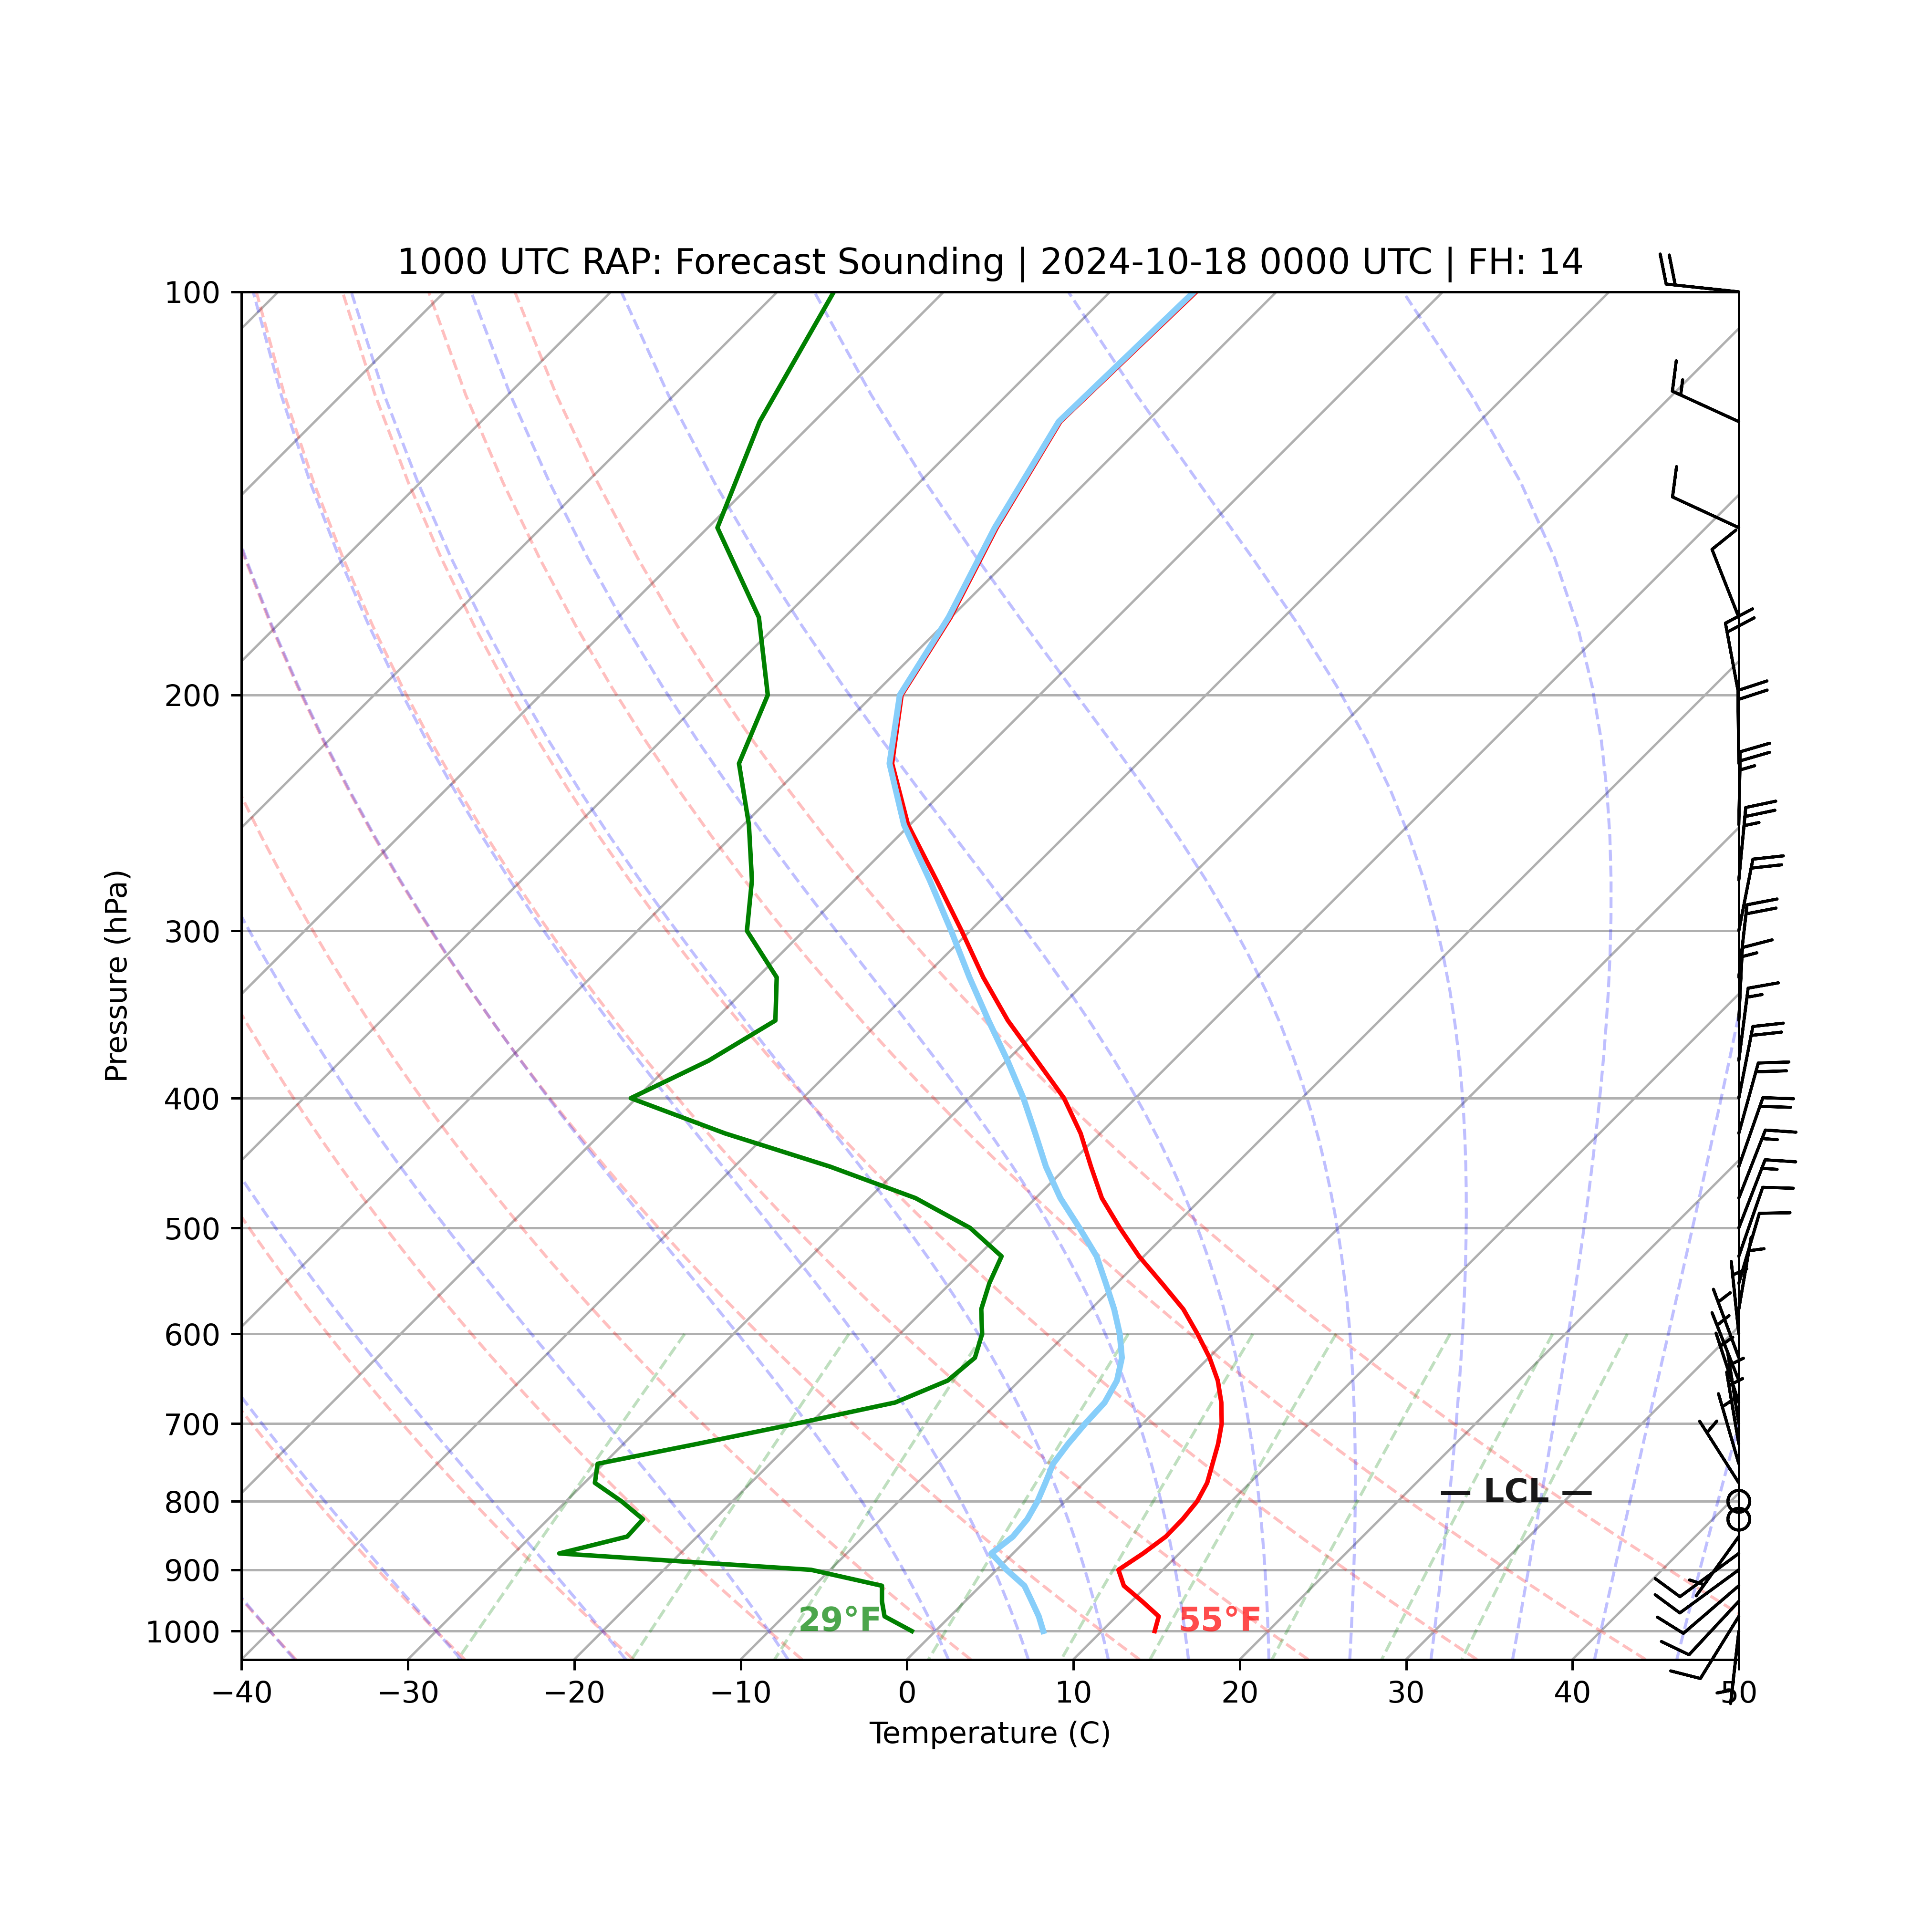 1000 UTC RAP: Forecast Sounding | 2024-10-18 0000 UTC | FH: 14
100
200
300
400
500
600
700
800
900
1000
Pressure (hPa)
— LCL —
29°F
55°F
−40 −30 −20 −10 0 10 20 30 40 50
Temperature (C)